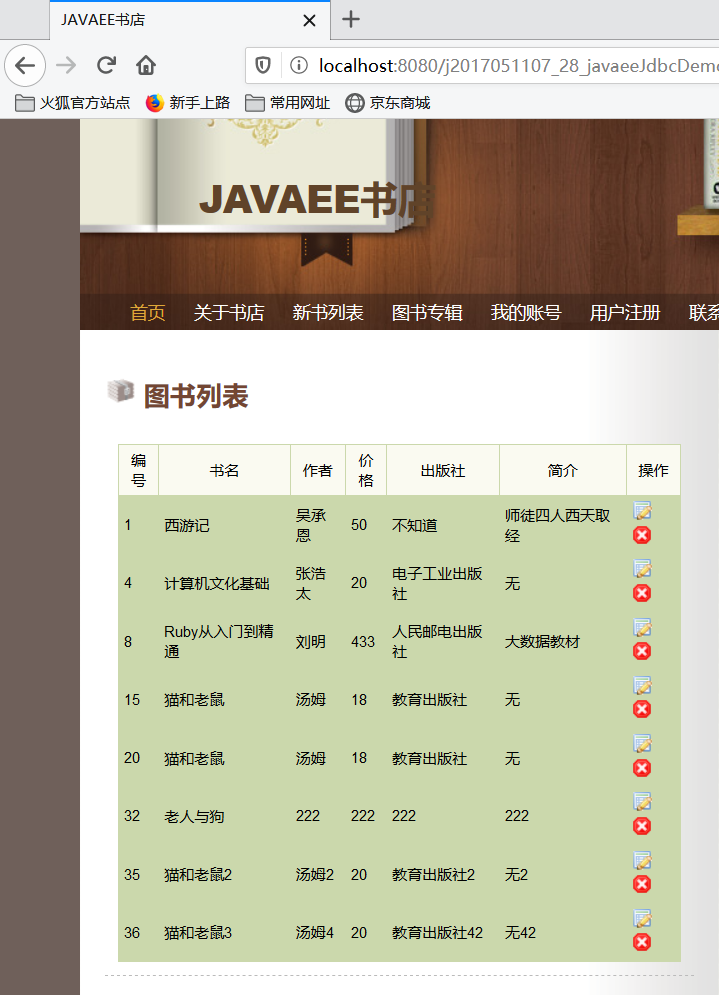 JAVAEE书店
localhost:8080/j2017051107_28_javaeeJdbcDemo
火狐官方站点 新手上路 常用网址 京东商城
JAVAEE书店
首页 关于书店 新书列表 图书专辑 我的账号 用户注册 联系
图书列表
编号 书名 作者 价格 出版社 简介 操作
1 西游记 吴承恩 50 不知道 师徒四人西天取经
4 计算机文化基础 张浩太 20 电子工业出版社 无
8 Ruby从入门到精通 刘明 433 人民邮电出版社 大数据教材
15 猫和老鼠 汤姆 18 教育出版社 无
20 猫和老鼠 汤姆 18 教育出版社 无
32 老人与狗 222 222 222 222
35 猫和老鼠2 汤姆2 20 教育出版社2 无2
36 猫和老鼠3 汤姆4 20 教育出版社42 无42